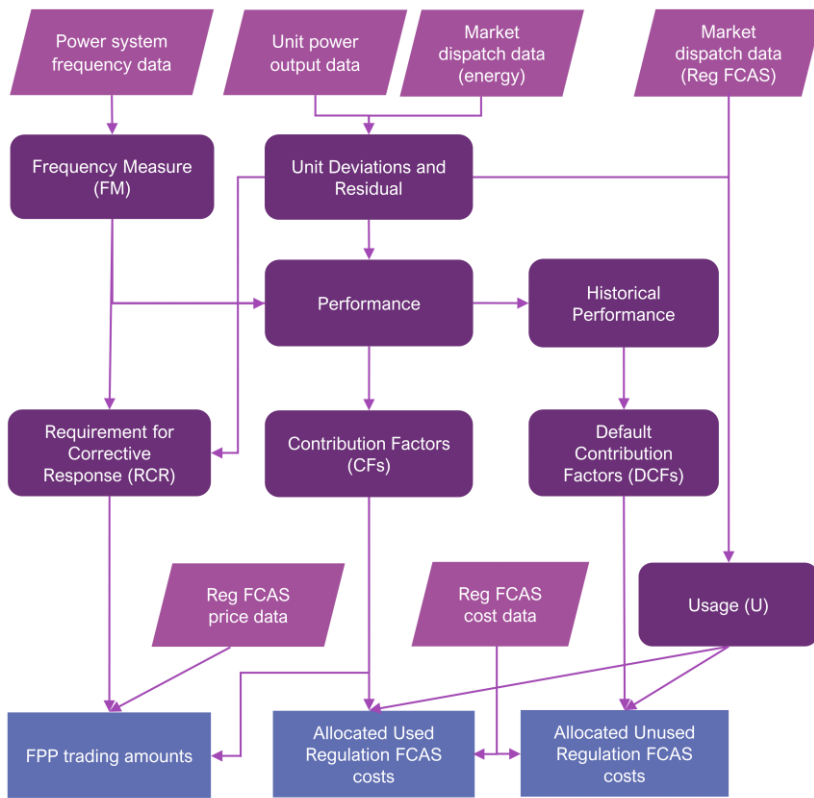 Power system
frequency data
Unit power
output data
Market
dispatch data
(energy)
Market
dispatch data
(Reg FCAS)
Frequency Measure
(FM)
Unit Deviations and
Residual
Performance
Historical
Performance
Requirement for
Corrective
Response (RCR)
Contribution Factors
(CFs)
Default
Contribution
Factors (DCFs)
Reg FCAS
price data
Reg FCAS
cost data
Usage (U)
FPP trading amounts
Allocated Used
Regulation FCAS
costs
Allocated Unused
Regulation FCAS
costs